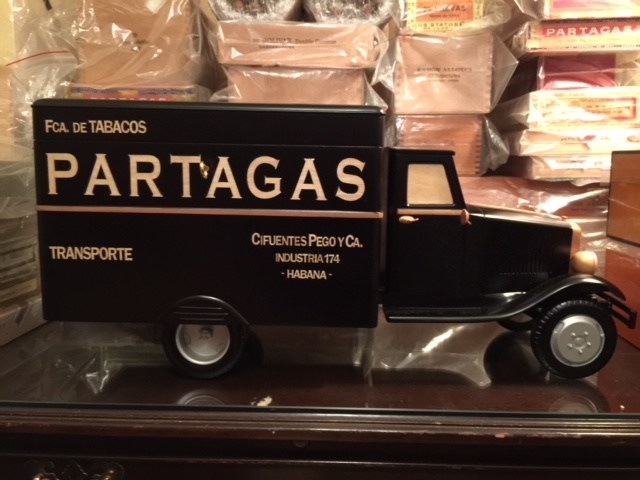 FCA. DE TABACOS
PARTAGAS
TRANSPORTE
CIFUENTES PEGO Y CA.
INDUSTRIA 174
- HABANA -
PARTAGAS